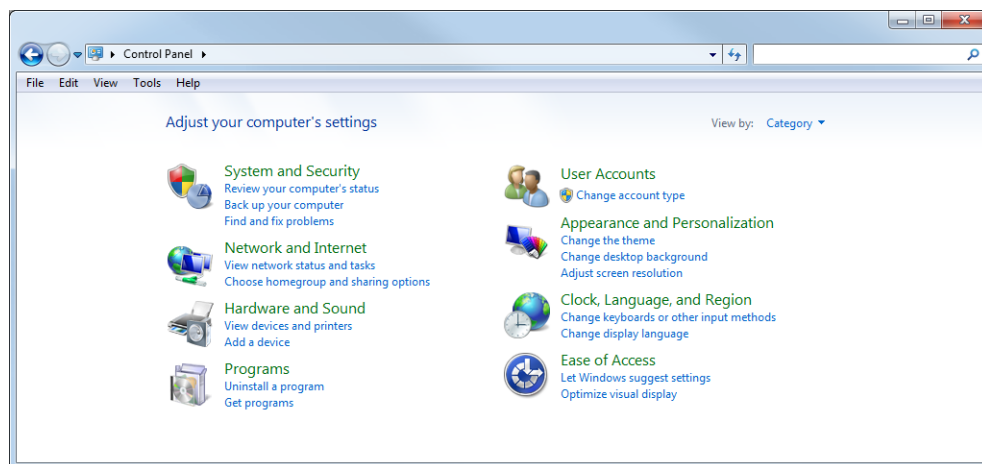 Control Panel
File Edit View Tools Help
Adjust your computer's settings
View by: Category
System and Security
Review your computer's status
Back up your computer
Find and fix problems
Network and Internet
View network status and tasks
Choose homegroup and sharing options
Hardware and Sound
View devices and printers
Add a device
Programs
Uninstall a program
Get programs
User Accounts
Change account type
Appearance and Personalization
Change the theme
Change desktop background
Adjust screen resolution
Clock, Language, and Region
Change keyboards or other input methods
Change display language
Ease of Access
Let Windows suggest settings
Optimize visual display